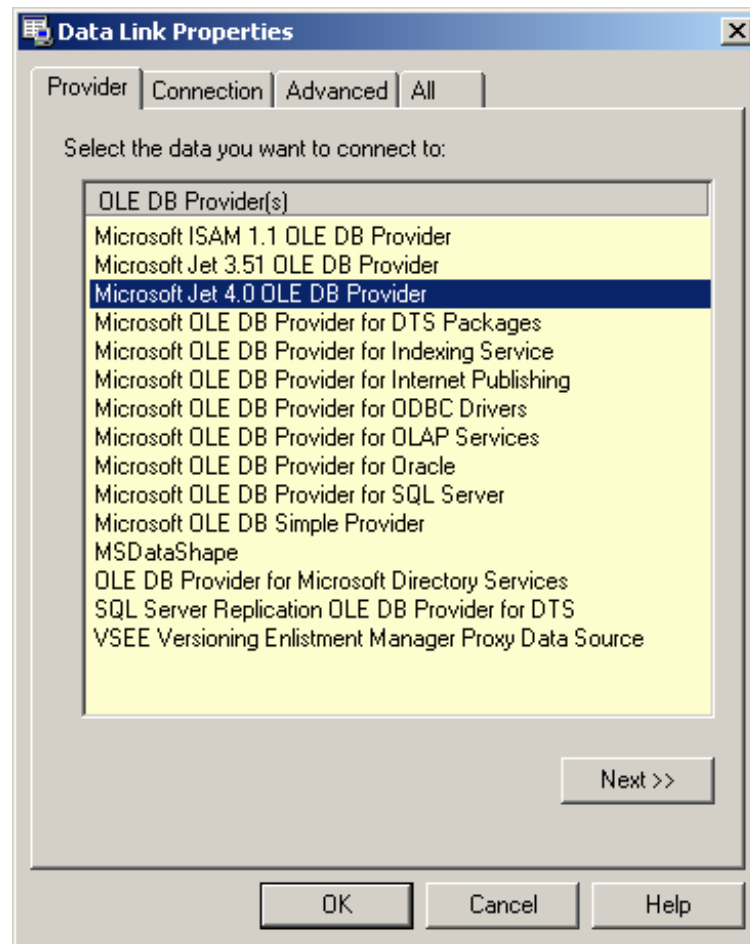 Data Link Properties
Provider
Connection
Advanced
All
Select the data you want to connect to:
OLE DB Provider(s)
Microsoft ISAM 1.1 OLE DB Provider
Microsoft Jet 3.51 OLE DB Provider
Microsoft Jet 4.0 OLE DB Provider
Microsoft OLE DB Provider for DTS Packages
Microsoft OLE DB Provider for Indexing Service
Microsoft OLE DB Provider for Internet Publishing
Microsoft OLE DB Provider for ODBC Drivers
Microsoft OLE DB Provider for OLAP Services
Microsoft OLE DB Provider for Oracle
Microsoft OLE DB Provider for SQL Server
Microsoft OLE DB Simple Provider
MSDataShape
OLE DB Provider for Microsoft Directory Services
SQL Server Replication OLE DB Provider for DTS
VSEE Versioning Enlistment Manager Proxy Data Source
Next >>
OK
Cancel
Help